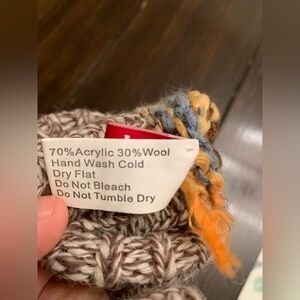 70%Acrylic 30%Wool
Hand Wash Cold
Dry Flat
Do Not Bleach
Do Not Tumble Dry